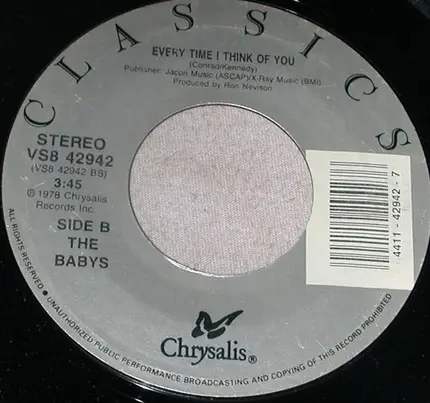 CLASSICS
EVERY TIME I THINK OF YOU
(Conrad/Kennedy)
Publisher: Jacon Music (ASCAP)/X-Ray Music (BMI)
Produced by Ron Nevison
STEREO
VS8 42942
(VS8 42942 BS)
3:45
℗ 1978 Chrysalis
Records Inc.
SIDE B
THE
BABYS
4411 - 42942 - 7
Chrysalis®
ALL RIGHTS RESERVED ● UNAUTHORIZED PUBLIC PERFORMANCE BROADCASTING AND COPYING OF THIS RECORD PROHIBITED